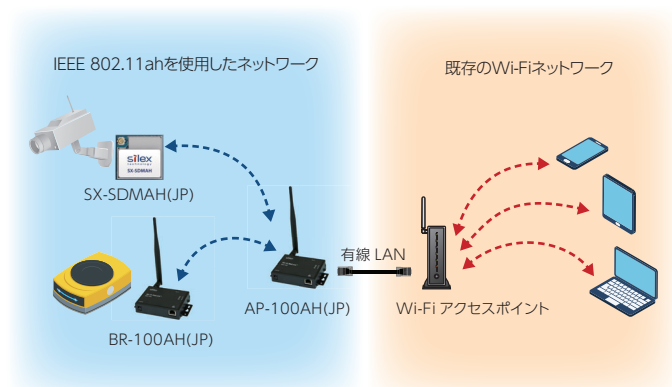 IEEE 802.11ahを使用したネットワーク
既存のWi-Fiネットワーク
silex
technology
SX-SDMAH
SX-SDMAH(JP)
有線 LAN
AP-100AH(JP)
Wi-Fi アクセスポイント
BR-100AH(JP)